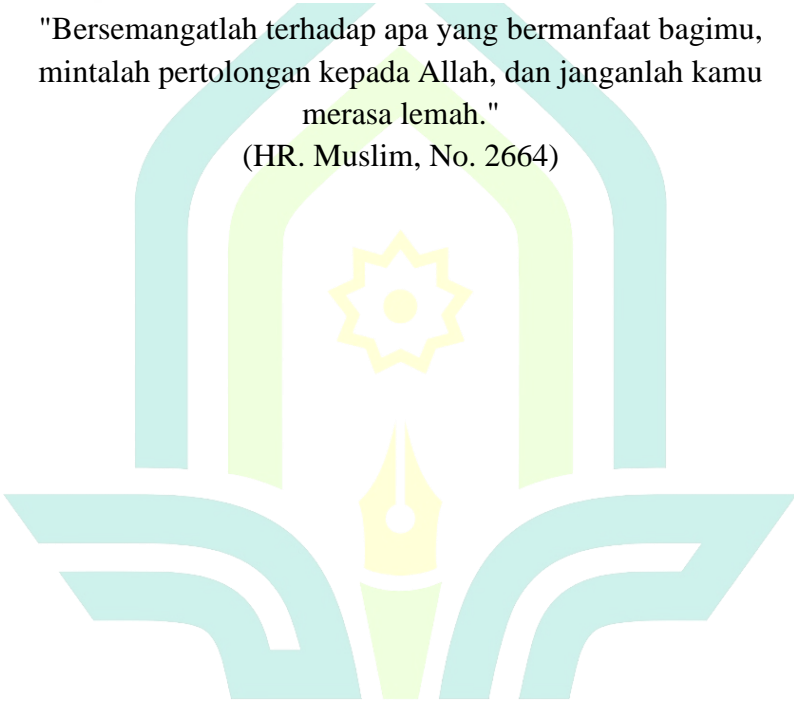 "Bersemangatlah terhadap apa yang bermanfaat bagimu,
mintalah pertolongan kepada Allah, dan janganlah kamu
merasa lemah."
(HR. Muslim, No. 2664)